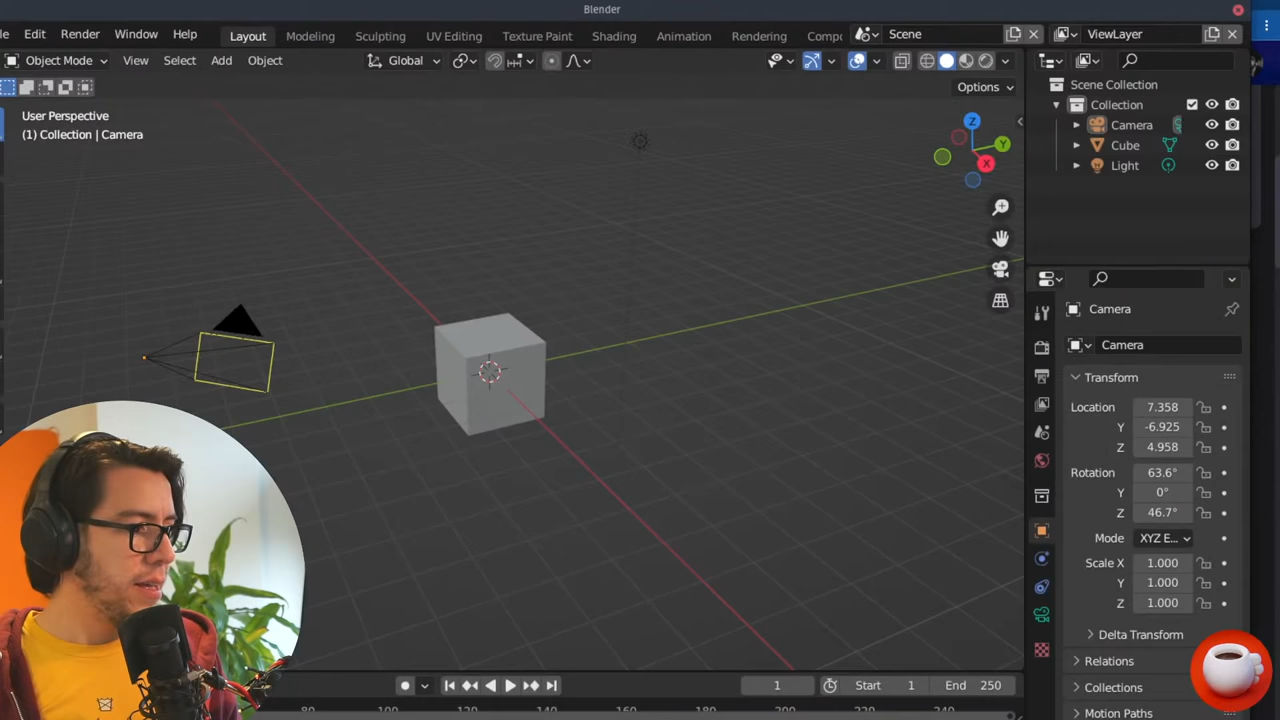 Blender
Edit Render Window Help
Layout Modeling Sculpting UV Editing Texture Paint Shading Animation Rendering
Scene
ViewLayer
Object Mode
View Select Add Object
Global
Options
User Perspective
(1) Collection | Camera
Z
Y
X
Scene Collection
Collection
Camera
Cube
Light
Camera
Camera
Transform
Location 7.358
Y -6.925
Z 4.958
Rotation 63.6°
Y 0°
Z 46.7°
Mode XYZ E...
Scale X 1.000
Y 1.000
Z 1.000
Delta Transform
Relations
Collections
Motion Paths
1
Start 1
End 250
80 100 120 140 160 180 200 220 240